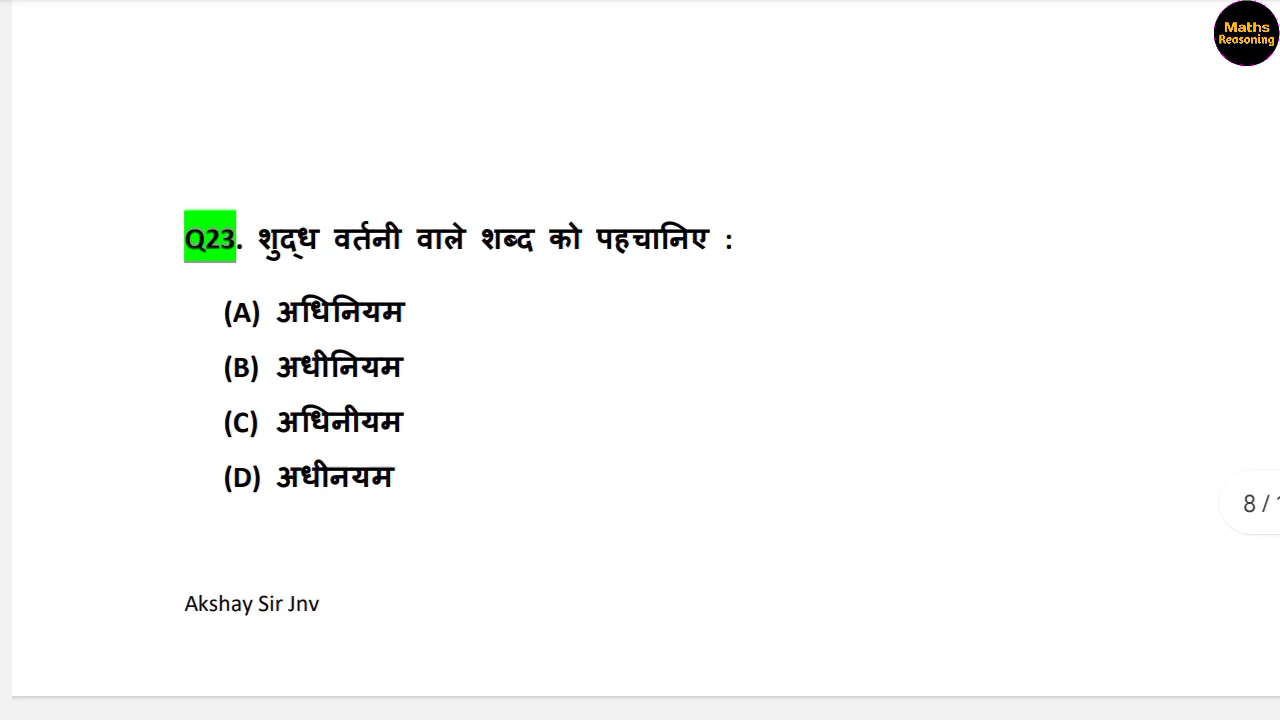 Maths
Reasoning
Q23. शुद्ध वर्तनी वाले शब्द को पहचानिए :
(A) अधिनियम
(B) अधीनियम
(C) अधिनीयम
(D) अधीनयम
8 / 1
Akshay Sir Jnv